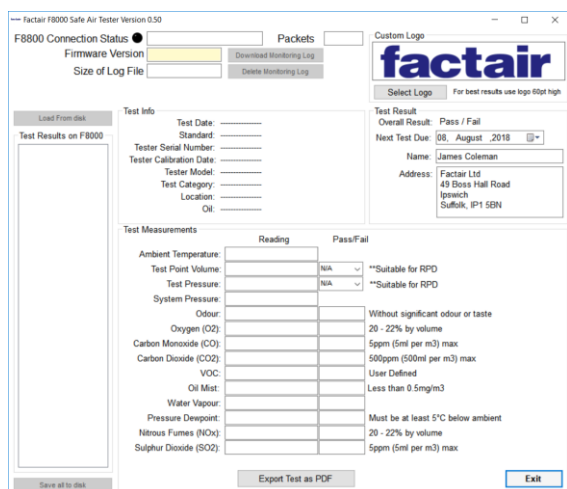 Factair F8000 Safe Air Tester Version 0.50
F8800 Connection Status Packets
Firmware Version Download Monitoring Log
Size of Log File Delete Monitoring Log
Custom Logo
factair
Select Logo For best results use logo 60pt high
Load From disk
Test Results on F8000
Save all to disk
Test Info
Test Date: ---------------
Standard: ---------------
Tester Serial Number: ---------------
Tester Calibration Date: ---------------
Tester Model: ---------------
Test Category: ---------------
Location: ---------------
Oil: ---------------
Test Result
Overall Result: Pass / Fail
Next Test Due: 08, August ,2018
Name: James Coleman
Address: Factair Ltd
49 Boss Hall Road
Ipswich
Suffolk, IP1 5BN
Test Measurements
Reading Pass/Fail
Ambient Temperature:
Test Point Volume: N/A **Suitable for RPD
Test Pressure: N/A **Suitable for RPD
System Pressure:
Odour: Without significant odour or taste
Oxygen (O2): 20 - 22% by volume
Carbon Monoxide (CO): 5ppm (5ml per m3) max
Carbon Dioxide (CO2): 500ppm (500ml per m3) max
VOC: User Defined
Oil Mist: Less than 0.5mg/m3
Water Vapour:
Pressure Dewpoint: Must be at least 5°C below ambient
Nitrous Fumes (NOx): 20 - 22% by volume
Sulphur Dioxide (SO2): 5ppm (5ml per m3) max
Export Test as PDF Exit